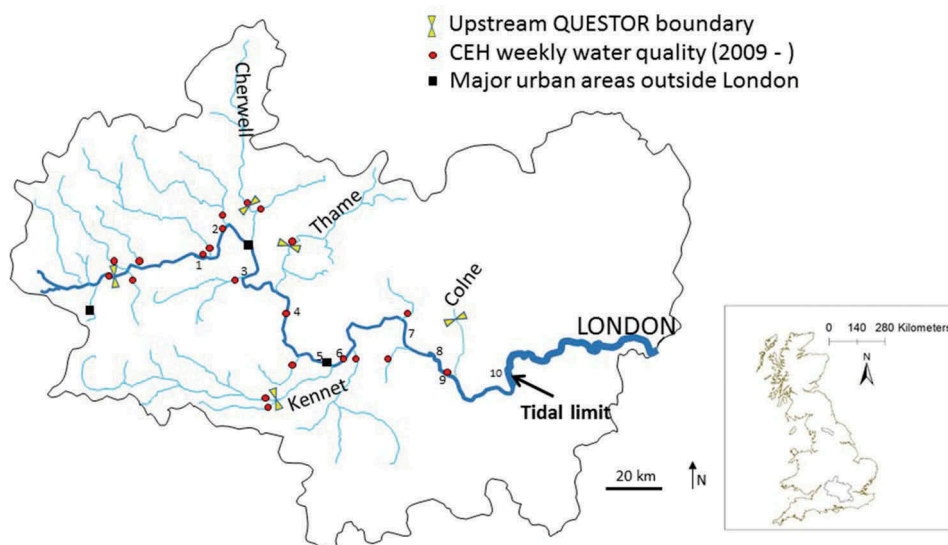 Upstream QUESTOR boundary
CEH weekly water quality (2009 - )
Major urban areas outside London
Cherwell
Thame
2
1
3
Colne
4
LONDON
7
8
5
6
9
10
Kennet
Tidal limit
20 km
N
0 140 280 Kilometers
N